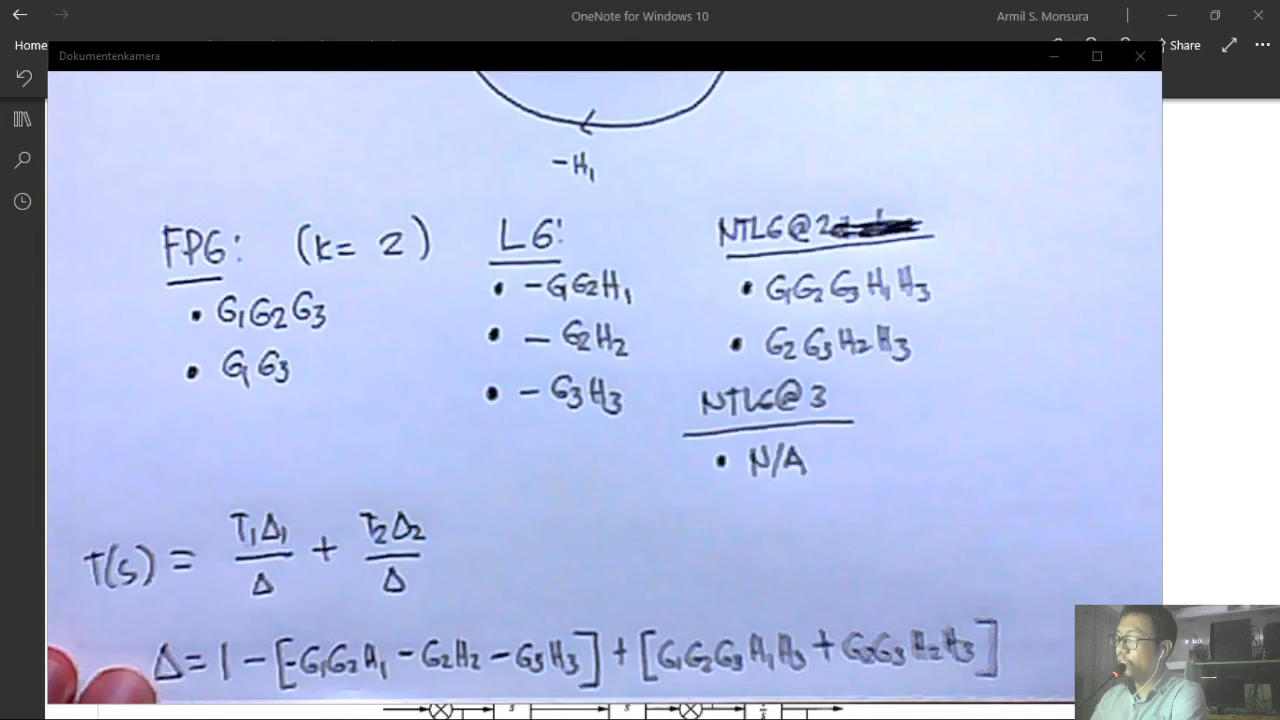 OneNote for Windows 10
Armil S. Monsura
Home
Share
Dokumentenkamera
-H₁
FPG: (K= 2)
• G₁G₂G₃
• G₁G₃
LG:
• -G₁G₂H₁
• - G₂H₂
• - G₃H₃
NTLG@2
• G₁G₂G₃H₁H₃
• G₂G₃H₂H₃
NTLG@3
• N/A
T(s) = T₁Δ₁/Δ + T₂Δ₂/Δ
Δ = 1 - [-G₁G₂H₁ - G₂H₂ - G₃H₃] + [G₁G₂G₃H₁H₃ + G₂G₃H₂H₃]
s s 1/s